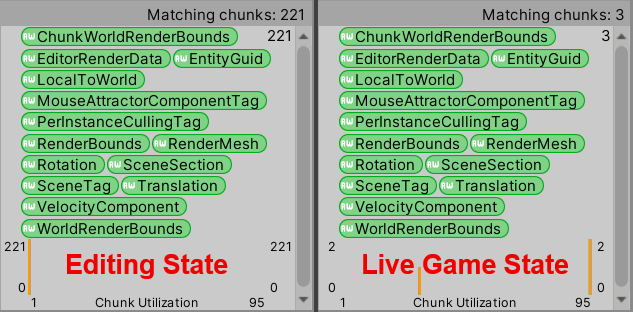 Matching chunks: 221
RW ChunkWorldRenderBounds 221
RW EditorRenderData RW EntityGuid
RW LocalToWorld
RW MouseAttractorComponentTag
RW PerInstanceCullingTag
RW RenderBounds RW RenderMesh
RW Rotation RW SceneSection
RW SceneTag RW Translation
RW VelocityComponent
RW WorldRenderBounds
221 221
Editing State
0 0
1 Chunk Utilization 95
Matching chunks: 3
RW ChunkWorldRenderBounds 3
RW EditorRenderData RW EntityGuid
RW LocalToWorld
RW MouseAttractorComponentTag
RW PerInstanceCullingTag
RW RenderBounds RW RenderMesh
RW Rotation RW SceneSection
RW SceneTag RW Translation
RW VelocityComponent
RW WorldRenderBounds
2 2
Live Game State
0 0
1 Chunk Utilization 95